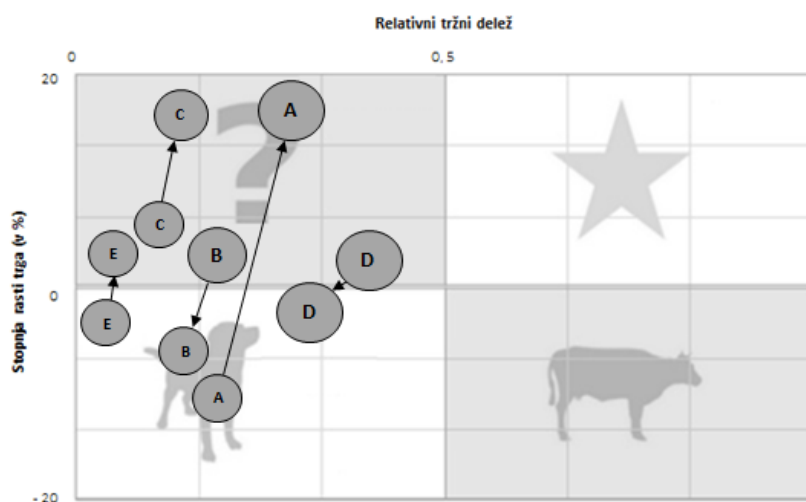 Relativni tržni delež
0
0,5
20
C
A
?
C
E
B
D
0
D
E
B
A
-20
Stopnja rasti trga (v %)